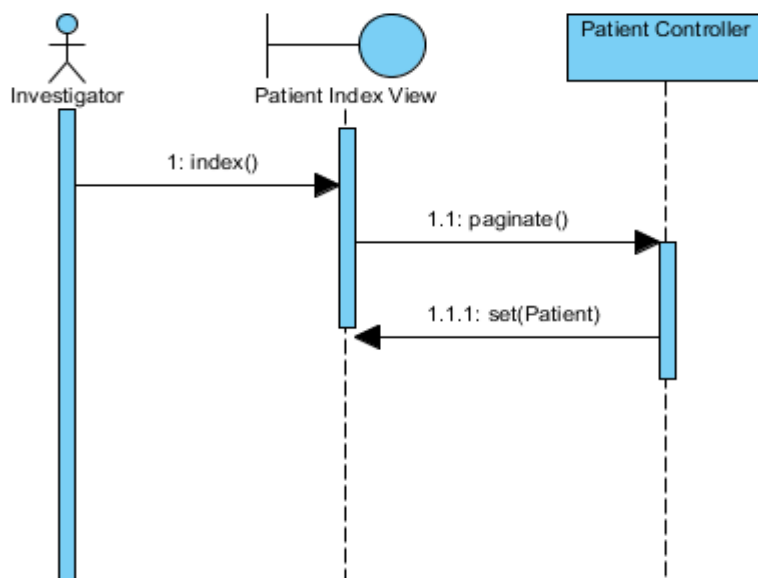 Patient Controller
Investigator
Patient Index View
1: index()
1.1: paginate()
1.1.1: set(Patient)